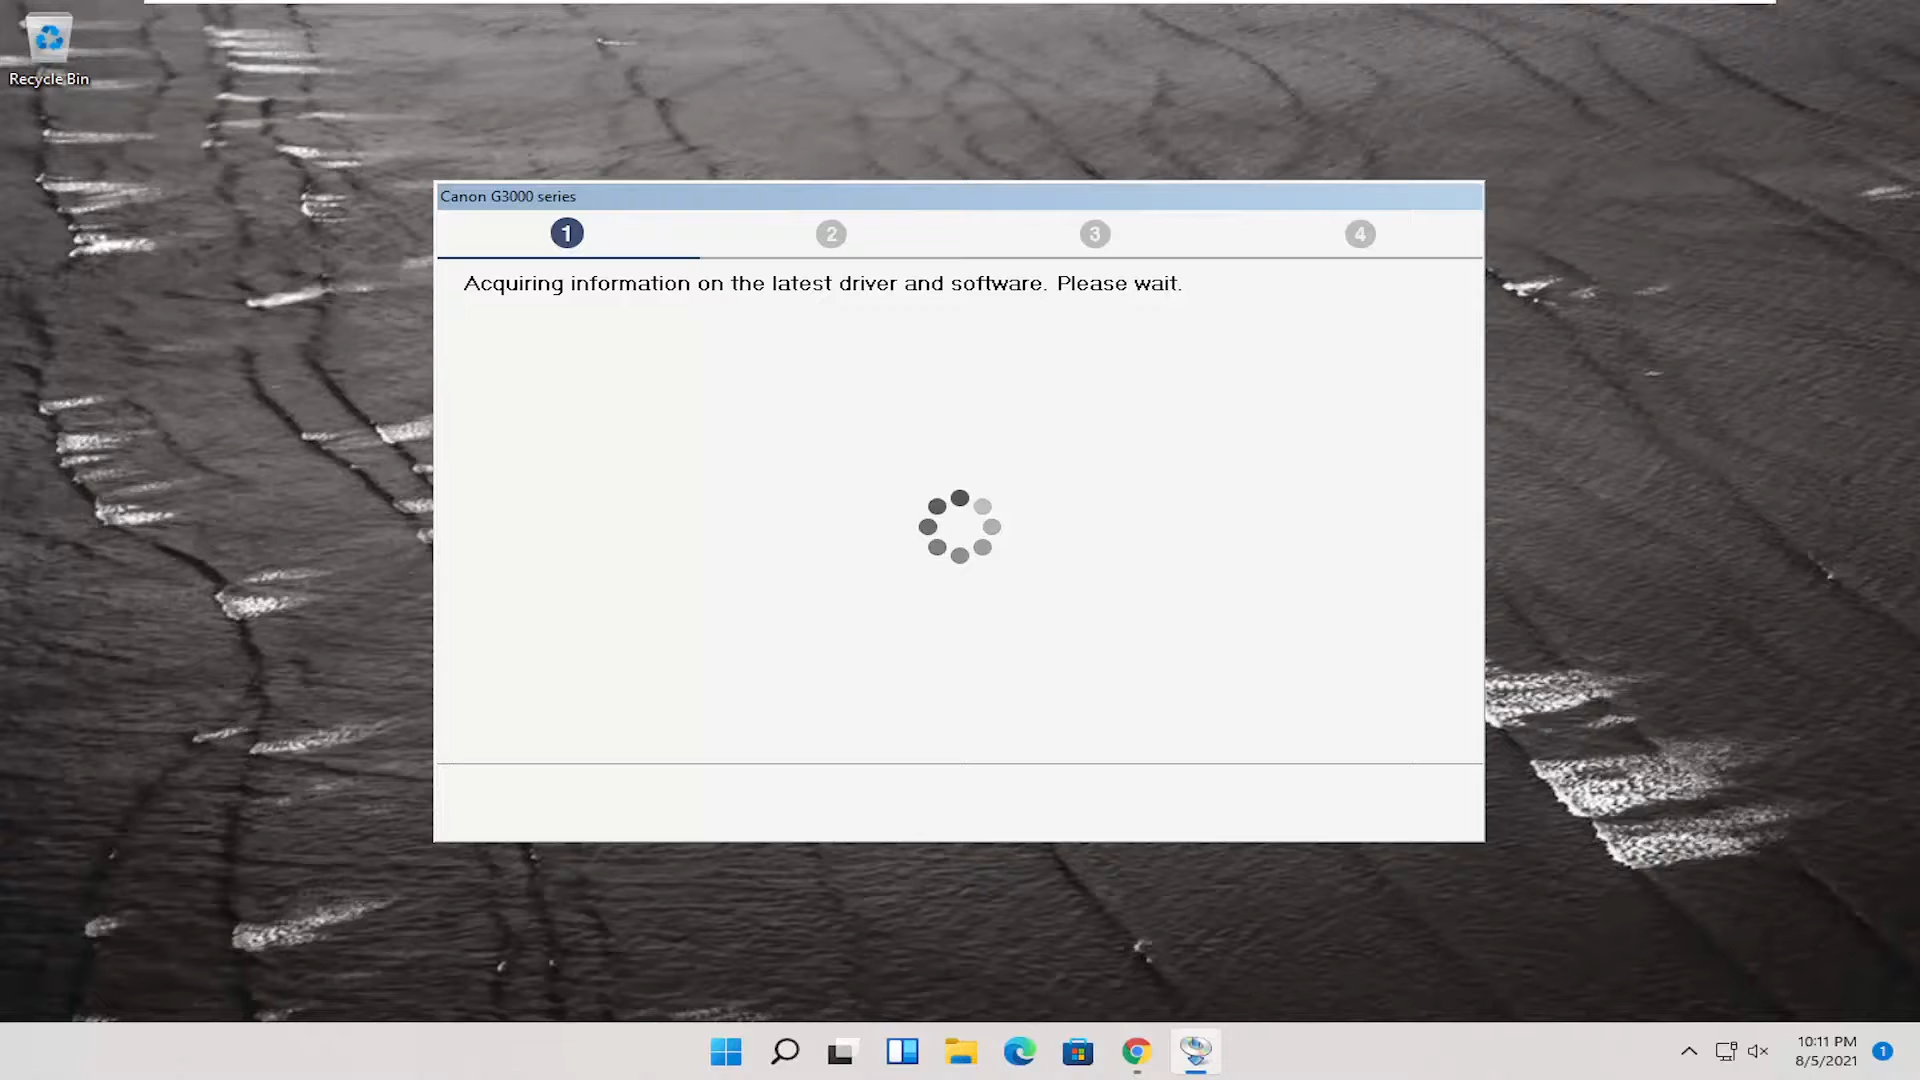 Recycle Bin
Canon G3000 series
1
2
3
4
Acquiring information on the latest driver and software. Please wait.
10:11 PM
8/5/2021
1